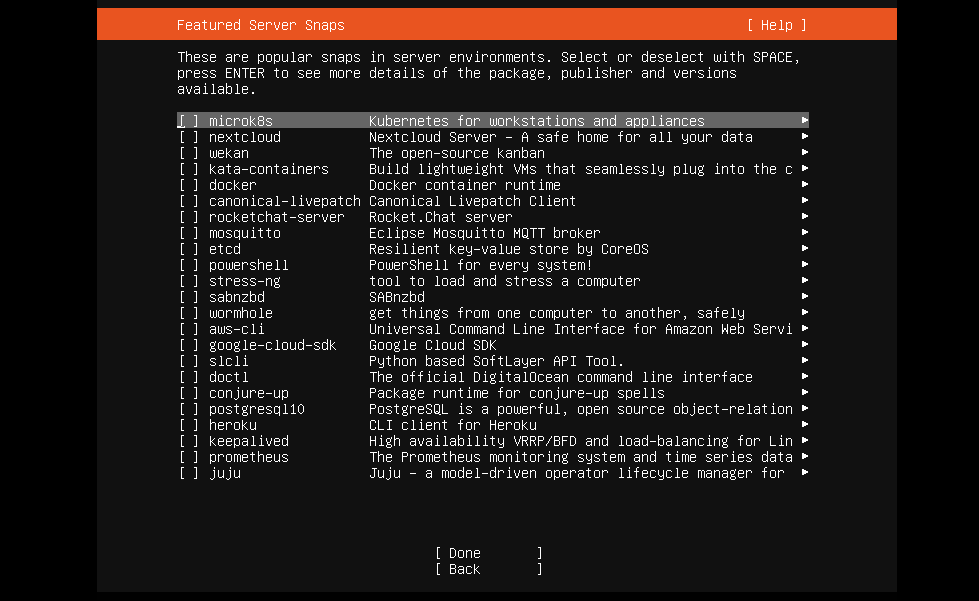 Featured Server Snaps [ Help ]
These are popular snaps in server environments. Select or deselect with SPACE,
press ENTER to see more details of the package, publisher and versions
available.
[ ] microk8s Kubernetes for workstations and appliances ►
[ ] nextcloud Nextcloud Server - A safe home for all your data ►
[ ] wekan The open-source kanban ►
[ ] kata-containers Build lightweight VMs that seamlessly plug into the c ►
[ ] docker Docker container runtime ►
[ ] canonical-livepatch Canonical Livepatch Client ►
[ ] rocketchat-server Rocket.Chat server ►
[ ] mosquitto Eclipse Mosquitto MQTT broker ►
[ ] etcd Resilient key-value store by CoreOS ►
[ ] powershell PowerShell for every system! ►
[ ] stress-ng tool to load and stress a computer ►
[ ] sabnzbd SABnzbd ►
[ ] wormhole get things from one computer to another, safely ►
[ ] aws-cli Universal Command Line Interface for Amazon Web Servi ►
[ ] google-cloud-sdk Google Cloud SDK ►
[ ] slcli Python based SoftLayer API Tool. ►
[ ] doctl The official DigitalOcean command line interface ►
[ ] conjure-up Package runtime for conjure-up spells ►
[ ] postgresql10 PostgreSQL is a powerful, open source object-relation ►
[ ] heroku CLI client for Heroku ►
[ ] keepalived High availability VRRP/BFD and load-balancing for Lin ►
[ ] prometheus The Prometheus monitoring system and time series data ►
[ ] juju Juju - a model-driven operator lifecycle manager for ►
[ Done ]
[ Back ]